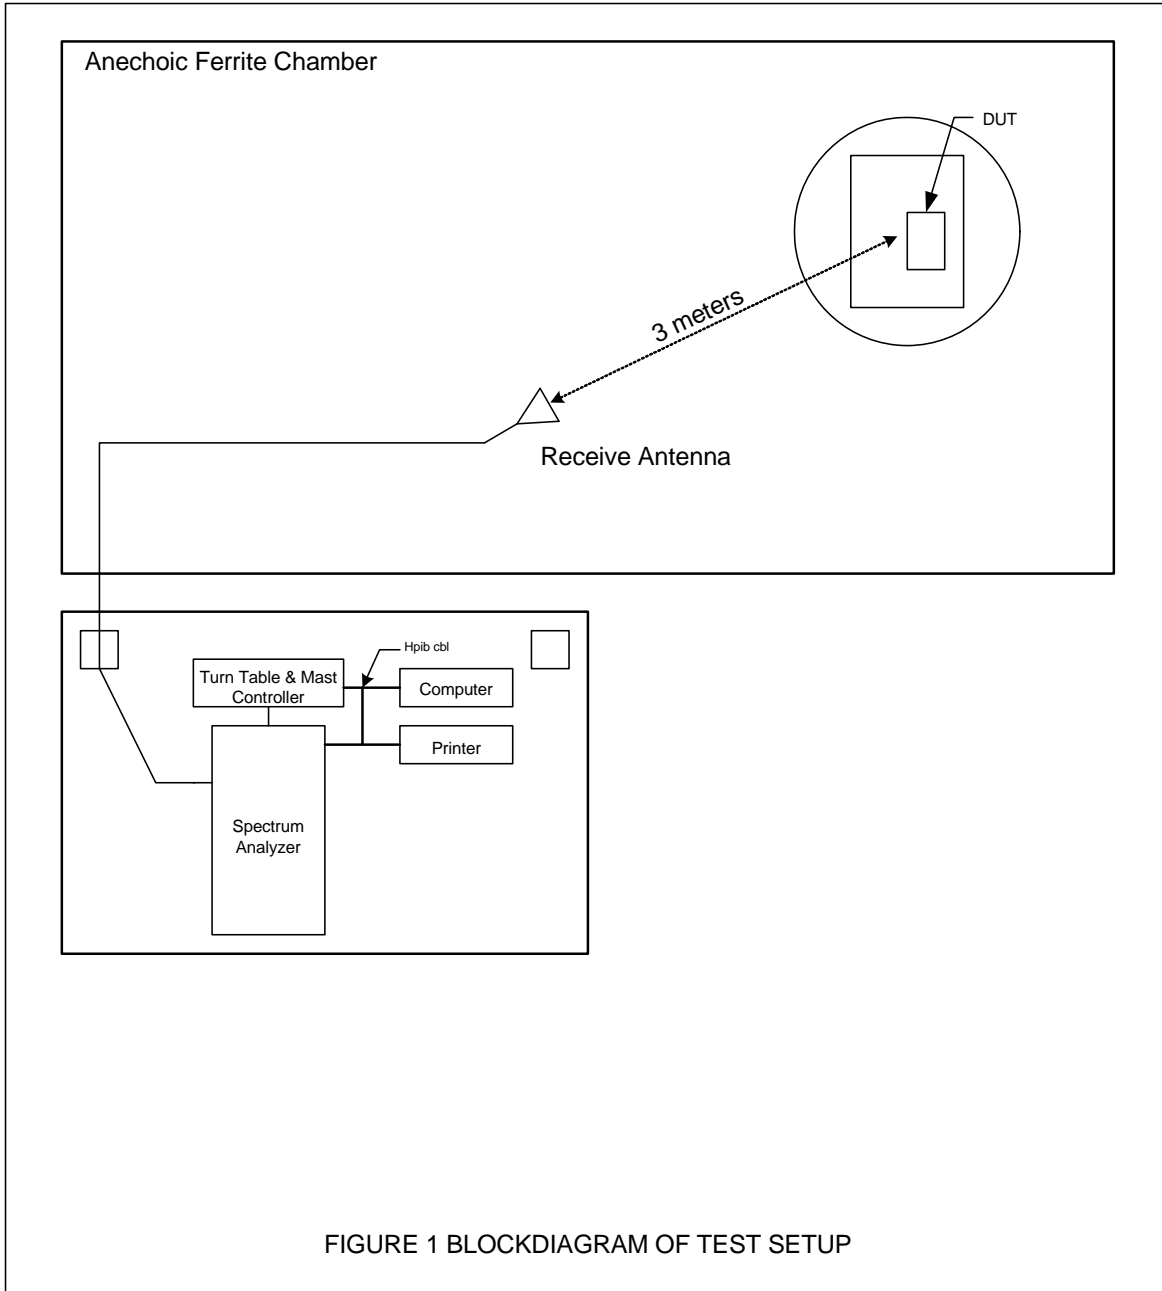 Anechoic Ferrite Chamber
DUT
3 meters
Receive Antenna
Hpib cbl
Turn Table & Mast
Controller
Computer
Printer
Spectrum
Analyzer
FIGURE 1 BLOCKDIAGRAM OF TEST SETUP